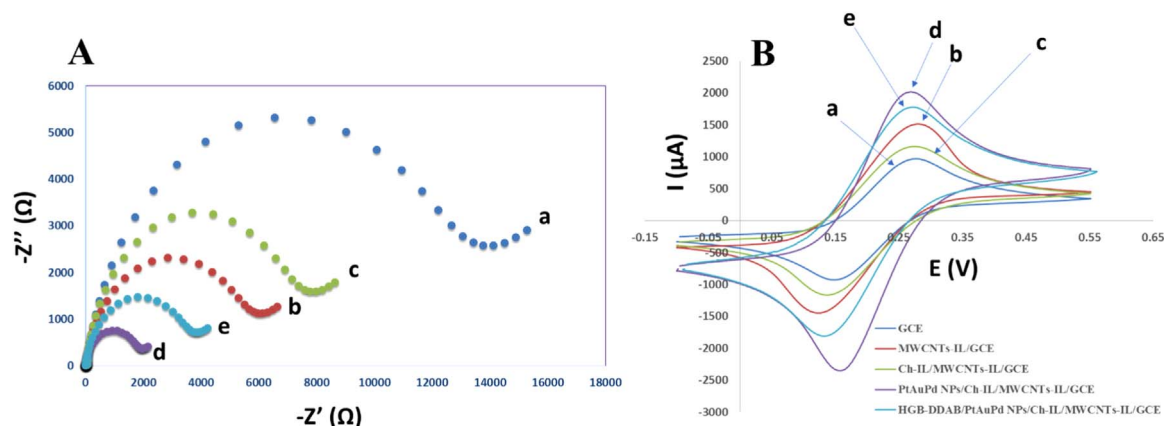 A
-Z'' (Ω)
6000
5000
4000
3000
2000
1000
0
0
2000
4000
6000
8000
10000
12000
14000
16000
18000
-Z' (Ω)
a
c
b
e
d
B
e
d
b
c
a
I (μA)
2500
2000
1500
1000
500
0
-500
-1000
-1500
-2000
-2500
-3000
-0.15
-0.05
0.05
0.15
0.25
0.35
0.45
0.55
0.65
E (V)
GCE
MWCNTs-IL/GCE
Ch-IL/MWCNTs-IL/GCE
PtAuPd NPs/Ch-IL/MWCNTs-IL/GCE
HGB-DDAB/PtAuPd NPs/Ch-IL/MWCNTs-IL/GCE